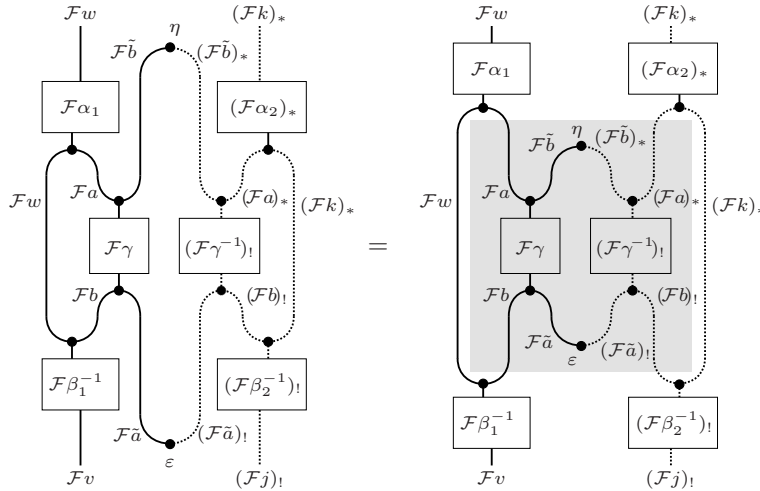 ℱw η (ℱk)* ℱw (ℱk)*
ℱb̃ (ℱb̃)*
ℱα₁ (ℱα₂)* ℱα₁ (ℱα₂)*
η
ℱb̃ (ℱb̃)*
ℱw ℱa (ℱa)* (ℱk)* ℱw ℱa (ℱa)* (ℱk)*
ℱγ (ℱγ⁻¹)! = ℱγ (ℱγ⁻¹)!
ℱb (ℱb)! ℱb (ℱb)!
ℱã (ℱã)!
ε
ℱβ₁⁻¹ (ℱβ₂⁻¹)! ℱβ₁⁻¹ (ℱβ₂⁻¹)!
ℱã (ℱã)!
ℱv ε (ℱj)! ℱv (ℱj)!